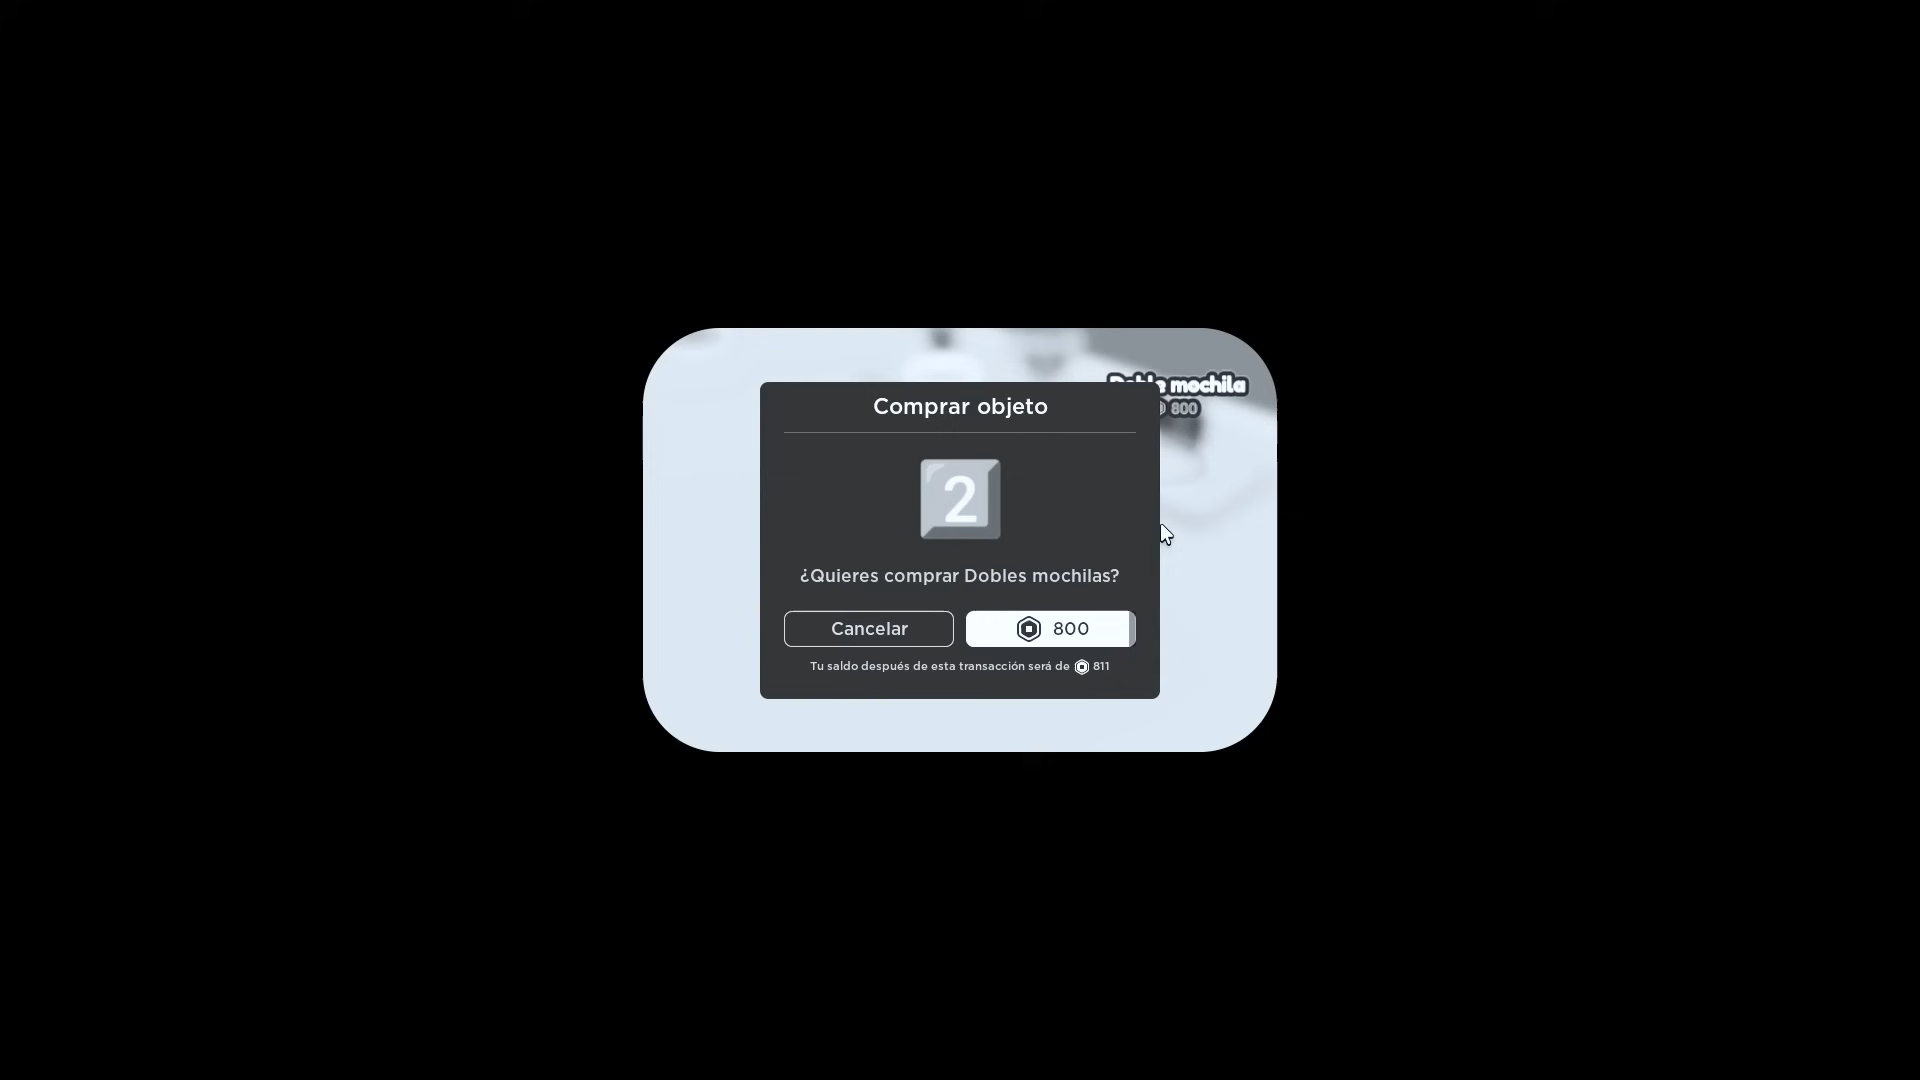 Doble mochila
800
Comprar objeto
2
¿Quieres comprar Dobles mochilas?
Cancelar
800
Tu saldo después de esta transacción será de 811